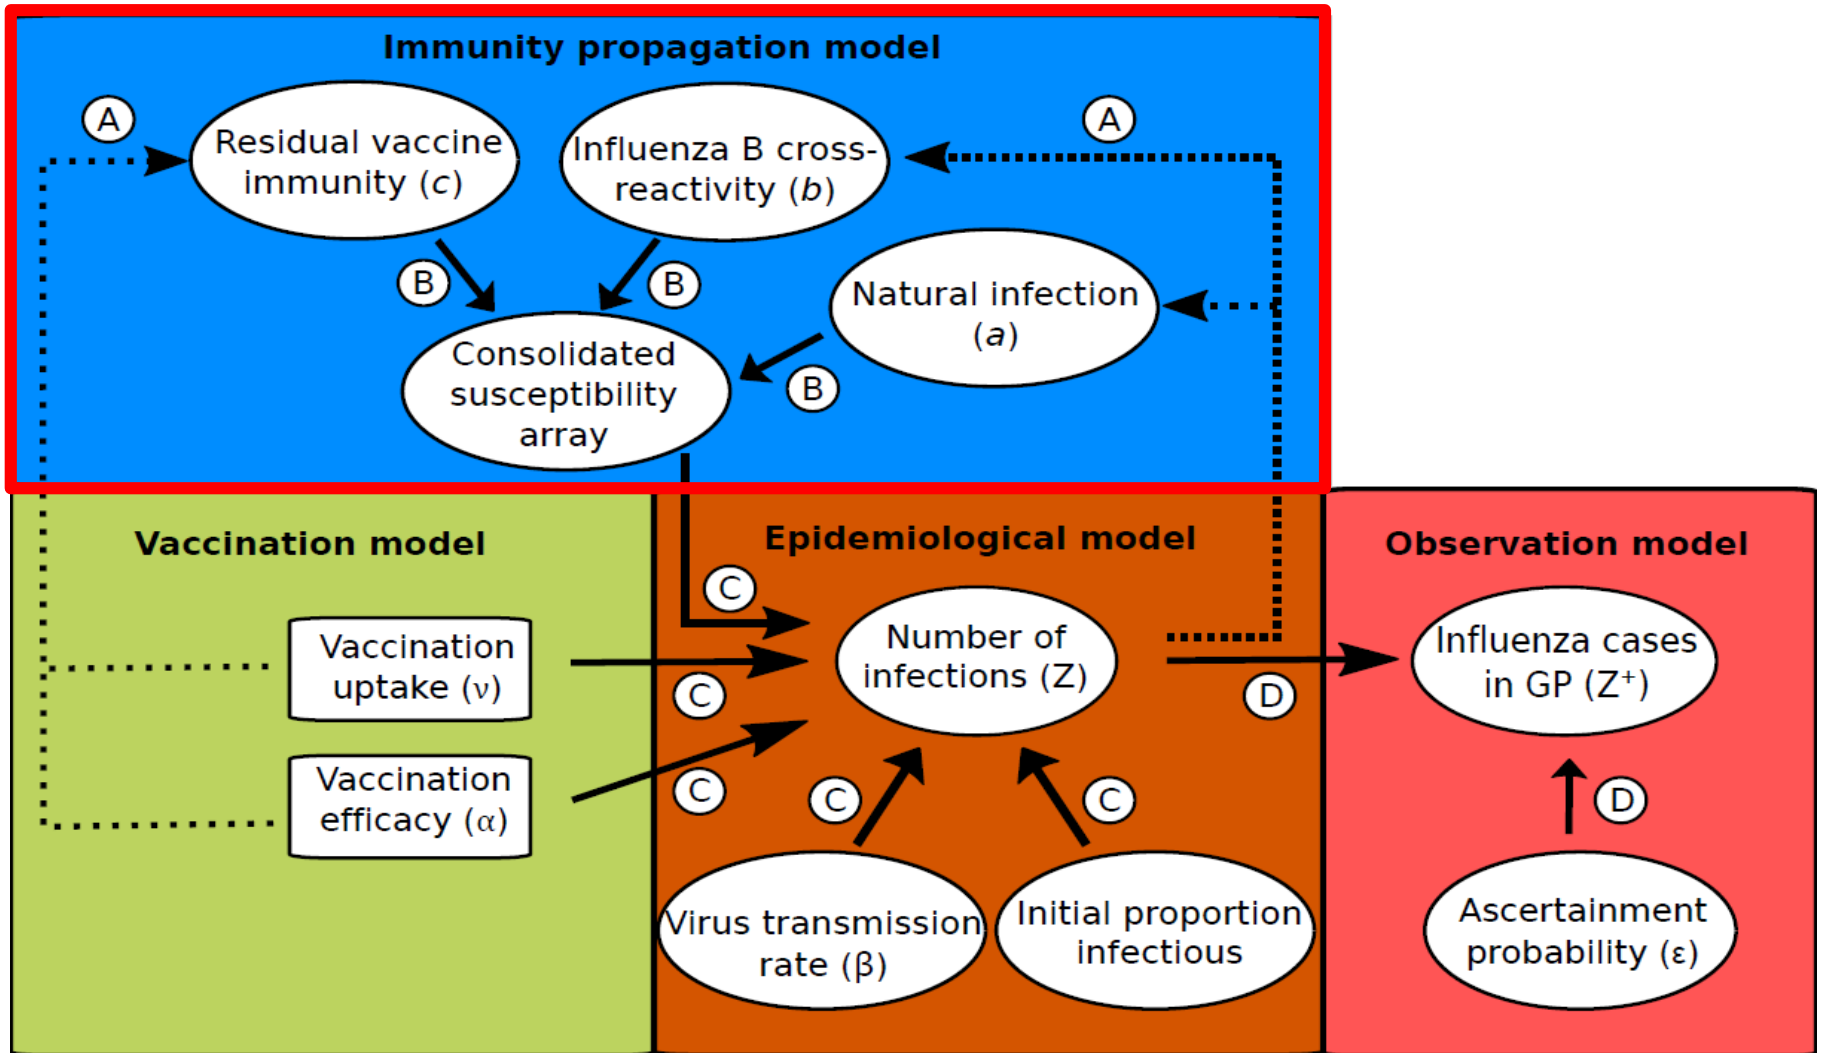 Immunity propagation model
A
Residual vaccine
immunity (c)
Influenza B cross-
reactivity (b)
A
B
B
Natural infection
(a)
Consolidated
susceptibility
array
B
Vaccination model
Epidemiological model
Observation model
C
Vaccination
uptake (ν)
Number of
infections (Z)
Influenza cases
in GP (Z⁺)
C
D
Vaccination
efficacy (α)
C
C
C
D
Virus transmission
rate (β)
Initial proportion
infectious
Ascertainment
probability (ε)